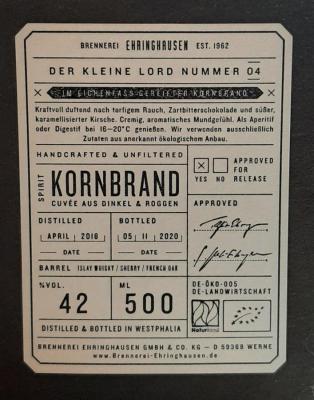 BRENNEREI EHRINGHAUSEN EST. 1962
DER KLEINE LORD NUMMER 04
IM EICHENFASS GEREIFTER KORNBRAND
Kraftvoll duftend nach torfigem Rauch, Zartbitterschokolade und süßer,
karamellisierter Kirsche. Cremig, aromatisches Mundgefühl. Als Aperitif
oder Digestif bei 16–20°C genießen. Wir verwenden ausschließlich
Zutaten aus anerkannt ökologischem Anbau.
HANDCRAFTED & UNFILTERED
SPIRIT
KORNBRAND
CUVÉE AUS DINKEL & ROGGEN
YES NO
APPROVED
FOR
RELEASE
DISTILLED
APRIL 2016
DATE
BOTTLED
05 11 2020
DATE
APPROVED
BARREL ISLAY WHISKY / SHERRY / FRENCH OAK
%VOL.
42
ML
500
DE-ÖKO-005
DE-LANDWIRTSCHAFT
Naturland
DISTILLED & BOTTLED IN WESTPHALIA
BRENNEREI EHRINGHAUSEN GMBH & CO. KG – D 59368 WERNE
www.Brennerei-Ehringhausen.de